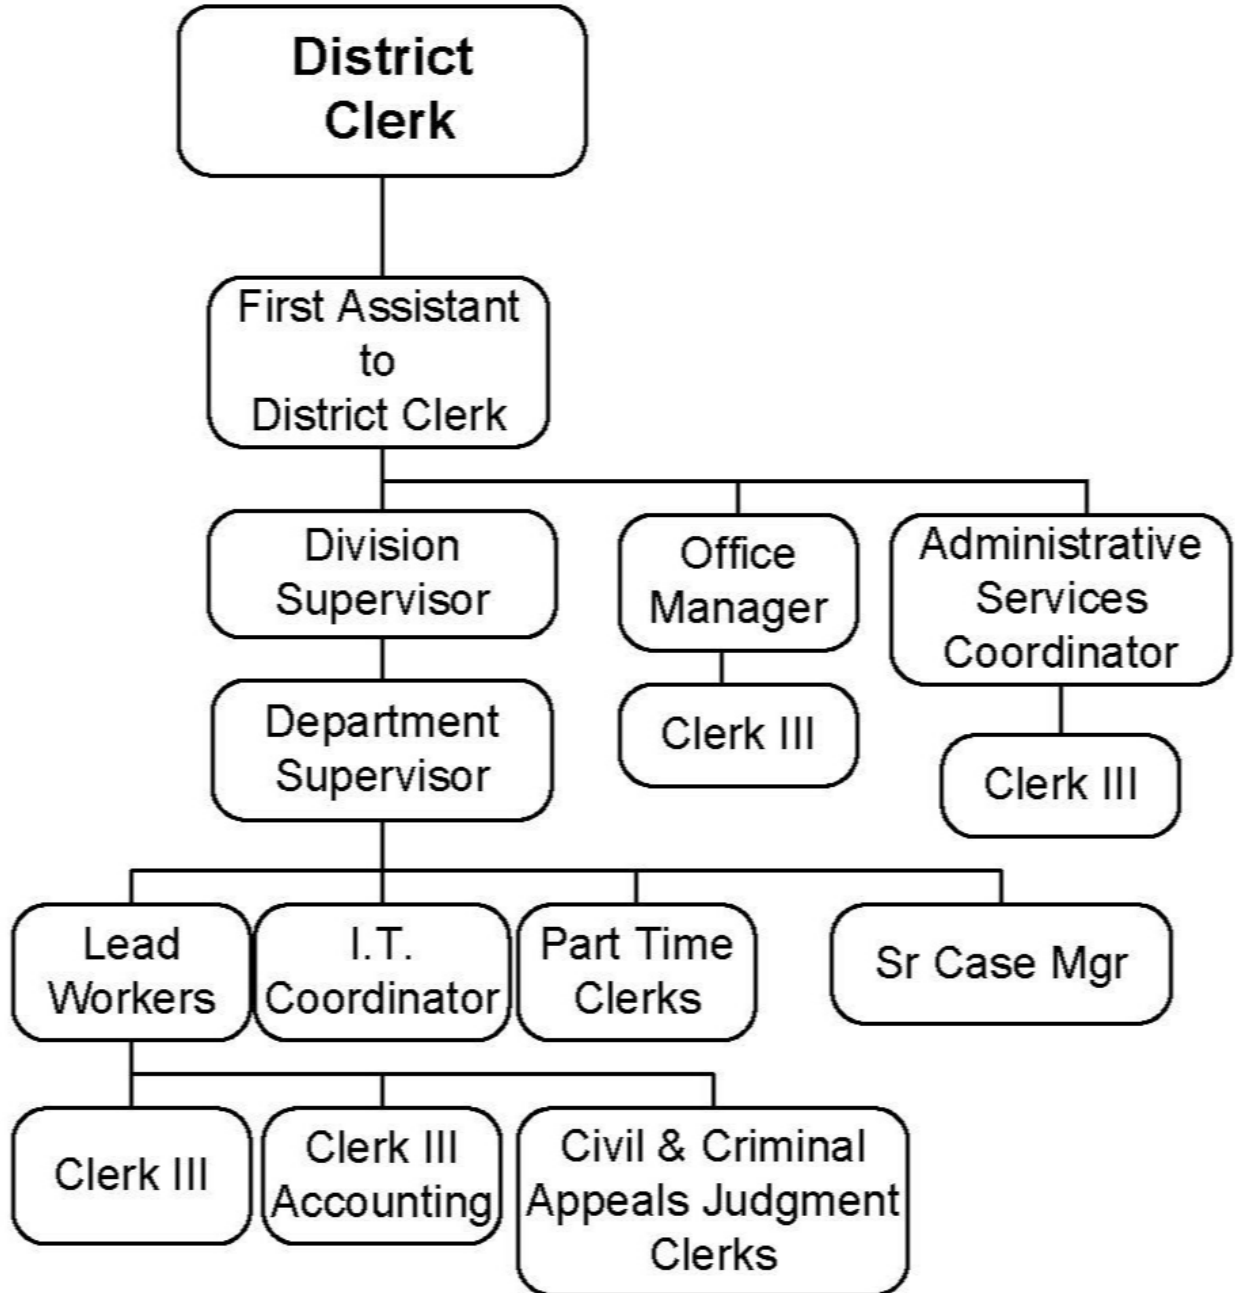 District
Clerk
First Assistant
to
District Clerk
Division
Supervisor
Office
Manager
Administrative
Services
Coordinator
Department
Supervisor
Clerk III
Clerk III
Lead
Workers
I.T.
Coordinator
Part Time
Clerks
Sr Case Mgr
Clerk III
Clerk III
Accounting
Civil & Criminal
Appeals Judgment
Clerks